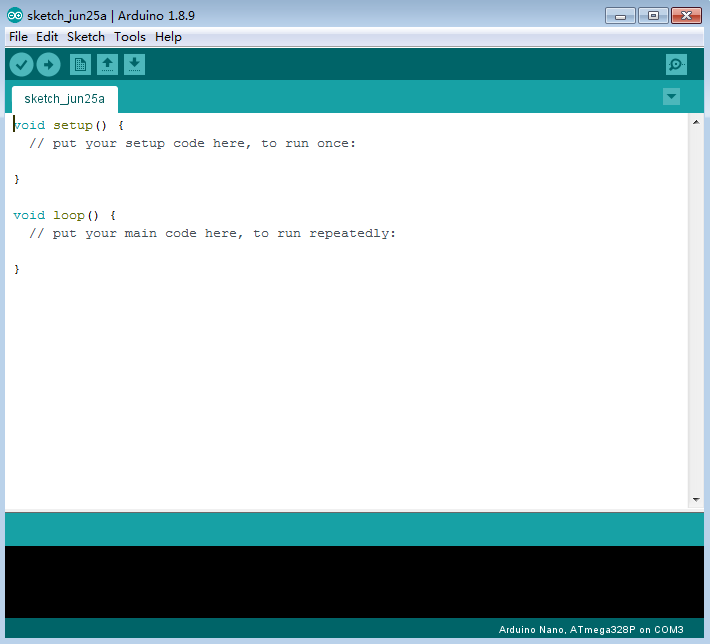 sketch_jun25a | Arduino 1.8.9
File Edit Sketch Tools Help
sketch_jun25a
void setup() {
  // put your setup code here, to run once:
}
void loop() {
  // put your main code here, to run repeatedly:
}
Arduino Nano, ATmega328P on COM3